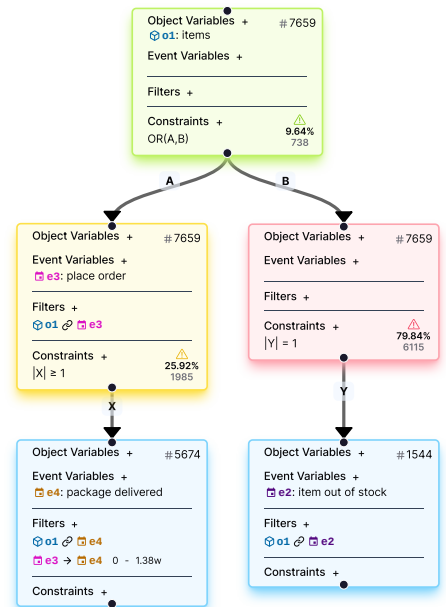 Object Variables + #7659
o1: items
Event Variables +
Filters +
Constraints +
OR(A,B)
9.64%
738
A
B
Object Variables + #7659
Event Variables +
e3: place order
Filters +
o1 e3
Constraints +
|X| ≥ 1
25.92%
1985
Object Variables + #7659
Event Variables +
Filters +
Constraints +
|Y| = 1
79.84%
6115
X
Y
Object Variables + #5674
Event Variables +
e4: package delivered
Filters +
o1 e4
e3 → e4 0 - 1.38w
Constraints +
Object Variables + #1544
Event Variables +
e2: item out of stock
Filters +
o1 e2
Constraints +